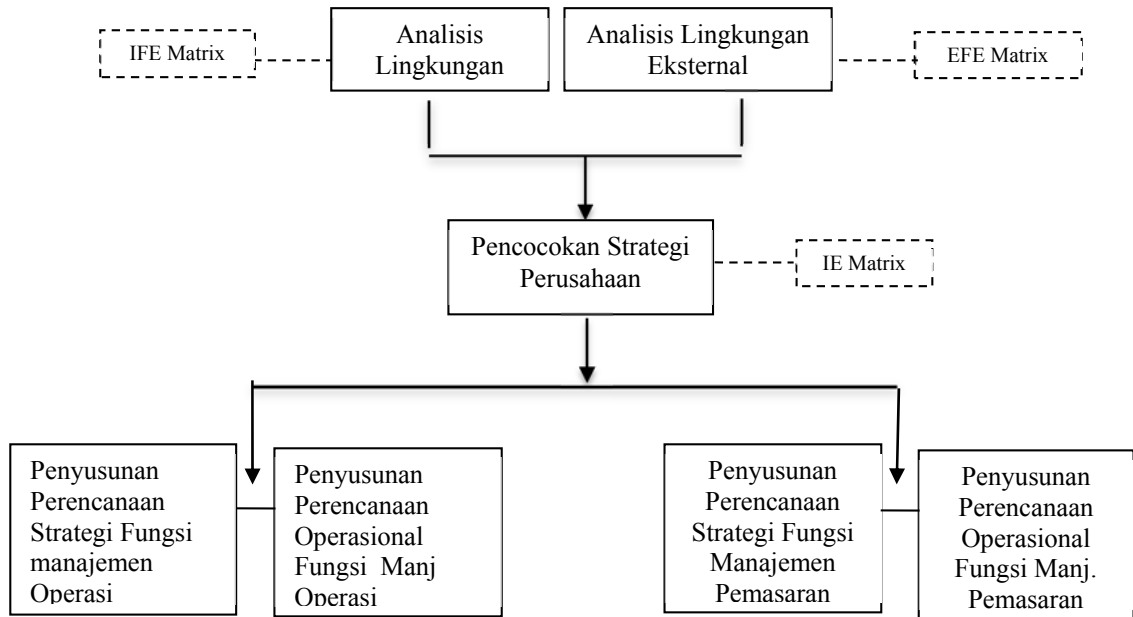 IFE Matrix
Analisis
Lingkungan
Analisis Lingkungan
Eksternal
EFE Matrix
Pencocokan Strategi
Perusahaan
IE Matrix
Penyusunan
Perencanaan
Strategi Fungsi
manajemen
Operasi
Penyusunan
Perencanaan
Operasional
Fungsi Manj
Operasi
Penyusunan
Perencanaan
Strategi Fungsi
Manajemen
Pemasaran
Penyusunan
Perencanaan
Operasional
Fungsi Manj.
Pemasaran